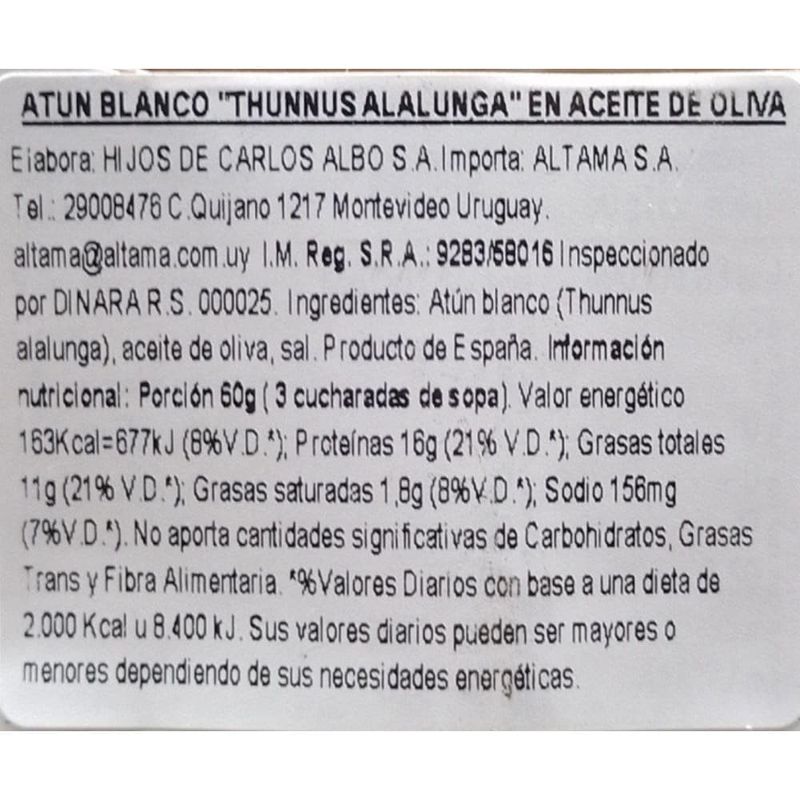 ATUN BLANCO "THUNNUS ALALUNGA" EN ACEITE DE OLIVA
Elabora: HIJOS DE CARLOS ALBO S.A. Importa: ALTAMA S.A.
Tel.: 29008476 C.Quijano 1217 Montevideo Uruguay.
altama@altama.com.uy I.M. Reg. S.R.A.: 9283/58016 Inspeccionado
por DINARA R.S. 000025. Ingredientes: Atún blanco (Thunnus
alalunga), aceite de oliva, sal. Producto de España. Información
nutricional: Porción 60g ( 3 cucharadas de sopa). Valor energético
163Kcal=677kJ (8%V.D.*); Proteínas 16g (21% V.D.*); Grasas totales
11g (21% V.D.*); Grasas saturadas 1,8g (8%V.D.*); Sodio 156mg
(7%V.D.*). No aporta cantidades significativas de Carbohidratos, Grasas
Trans y Fibra Alimentaria. *%Valores Diarios con base a una dieta de
2.000 Kcal u 8.400 kJ. Sus valores diarios pueden ser mayores o
menores dependiendo de sus necesidades energéticas.